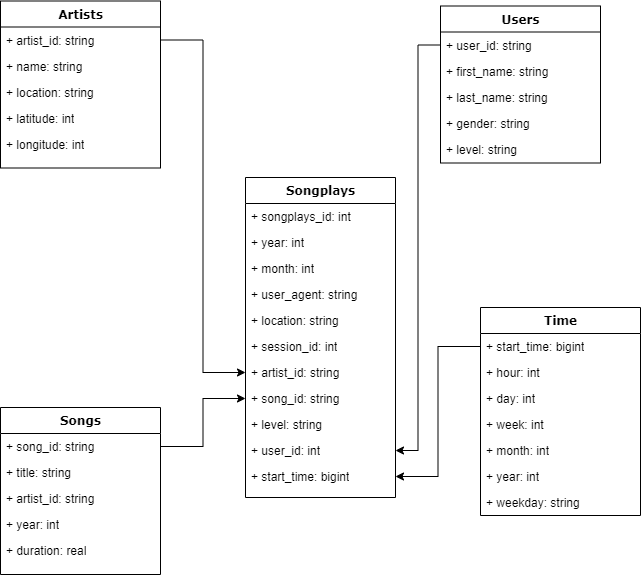 Artists
+ artist_id: string
+ name: string
+ location: string
+ latitude: int
+ longitude: int
Users
+ user_id: string
+ first_name: string
+ last_name: string
+ gender: string
+ level: string
Songplays
+ songplays_id: int
+ year: int
+ month: int
+ user_agent: string
+ location: string
+ session_id: int
+ artist_id: string
+ song_id: string
+ level: string
+ user_id: int
+ start_time: bigint
Time
+ start_time: bigint
+ hour: int
+ day: int
+ week: int
+ month: int
+ year: int
+ weekday: string
Songs
+ song_id: string
+ title: string
+ artist_id: string
+ year: int
+ duration: real